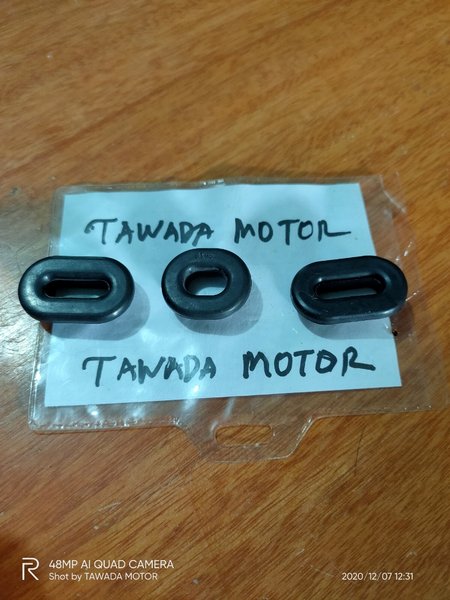 TAWADA MOTOR
TAWADA MOTOR
48MP AI QUAD CAMERA
Shot by TAWADA MOTOR
2020/12/07 12:31